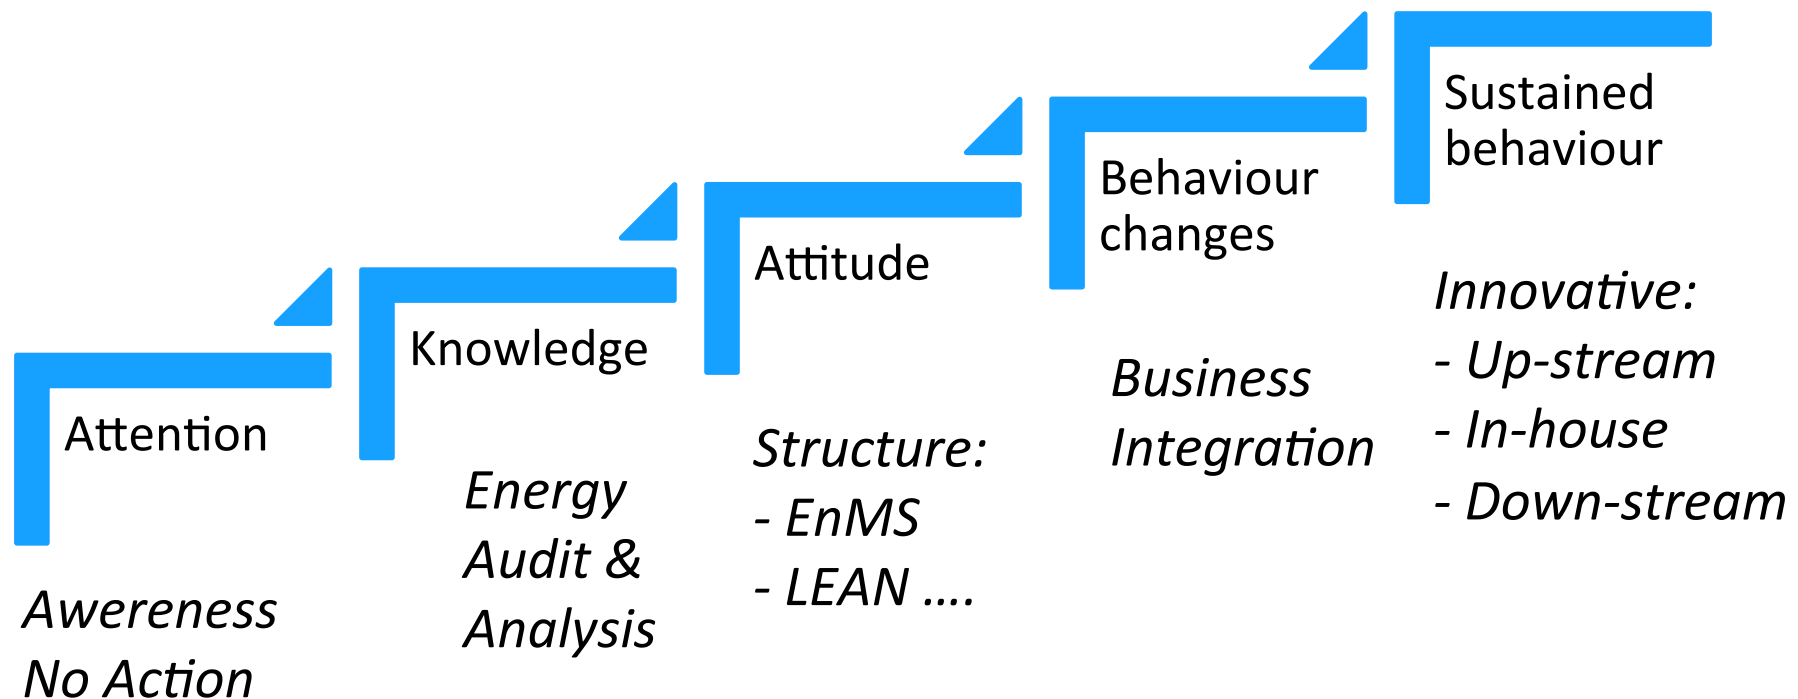 Attention
Awereness
No Action
Knowledge
Energy
Audit &
Analysis
Attitude
Structure:
- EnMS
- LEAN ....
Behaviour
changes
Business
Integration
Sustained
behaviour
Innovative:
- Up-stream
- In-house
- Down-stream